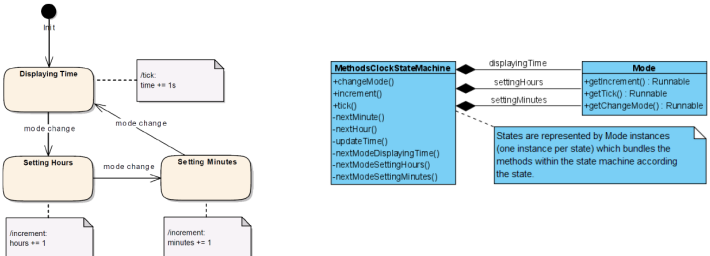 Init
Displaying Time
/tick:
time += 1s
mode change
mode change
Setting Hours
mode change
Setting Minutes
/increment:
hours += 1
/increment:
minutes += 1
MethodsClockStateMachine
+changeMode()
+increment()
+tick()
-nextMinute()
-nextHour()
-updateTime()
-nextModeDisplayingTime()
-nextModeSettingHours()
-nextModeSettingMinutes()
displayingTime
settingHours
settingMinutes
Mode
+getIncrement() : Runnable
+getTick() : Runnable
+getChangeMode() : Runnable
States are represented by Mode instances
(one instance per state) which bundles the
methods within the state machine according
the state.